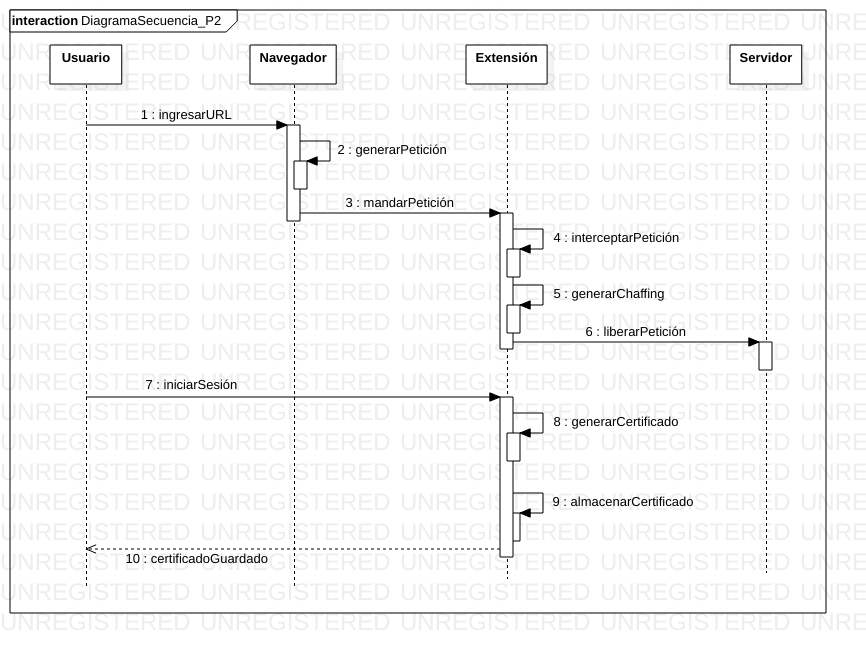 interaction DiagramaSecuencia_P2
Usuario
Navegador
Extensión
Servidor
1 : ingresarURL
2 : generarPetición
3 : mandarPetición
4 : interceptarPetición
5 : generarChaffing
6 : liberarPetición
7 : iniciarSesión
8 : generarCertificado
9 : almacenarCertificado
10 : certificadoGuardado
UNREGISTERED UNREGISTERED UNREGISTERED UNREGISTERED UNRE